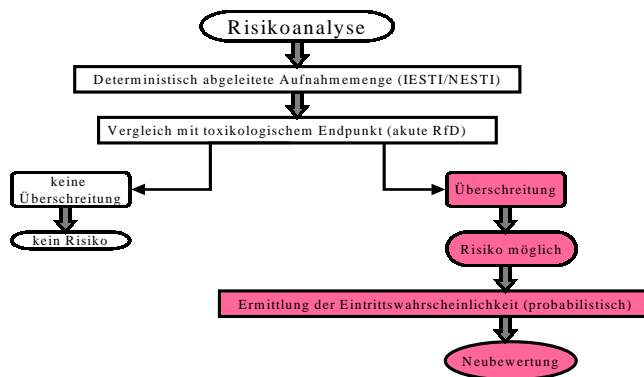 Risikoanalyse
Deterministisch abgeleitete Aufnahmemenge (IESTI/NESTI)
Vergleich mit toxikologischem Endpunkt (akute RfD)
keine
Überschreitung
kein Risiko
Überschreitung
Risiko möglich
Ermittlung der Eintrittswahrscheinlichkeit (probabilistisch)
Neubewertung